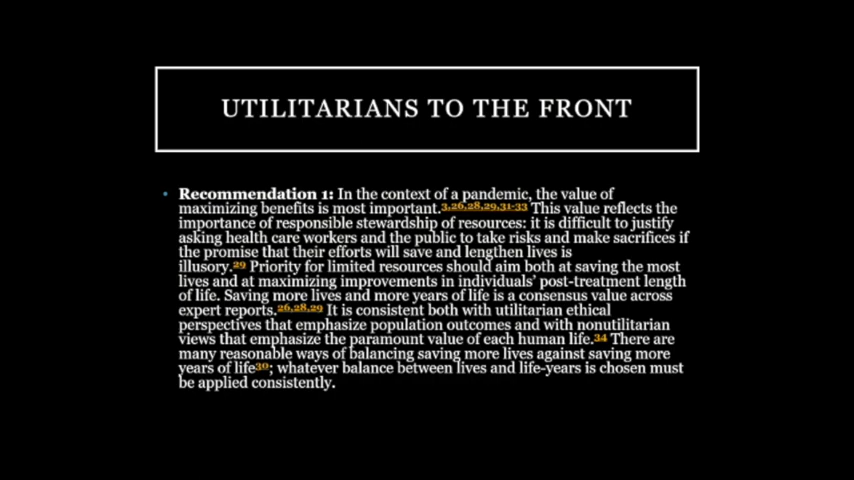 UTILITARIANS TO THE FRONT
• Recommendation 1: In the context of a pandemic, the value of
maximizing benefits is most important.3,26,28,29,31-33 This value reflects the
importance of responsible stewardship of resources: it is difficult to justify
asking health care workers and the public to take risks and make sacrifices if
the promise that their efforts will save and lengthen lives is
illusory.29 Priority for limited resources should aim both at saving the most
lives and at maximizing improvements in individuals' post-treatment length
of life. Saving more lives and more years of life is a consensus value across
expert reports.26,28,29 It is consistent both with utilitarian ethical
perspectives that emphasize population outcomes and with nonutilitarian
views that emphasize the paramount value of each human life.34 There are
many reasonable ways of balancing saving more lives against saving more
years of life30; whatever balance between lives and life-years is chosen must
be applied consistently.